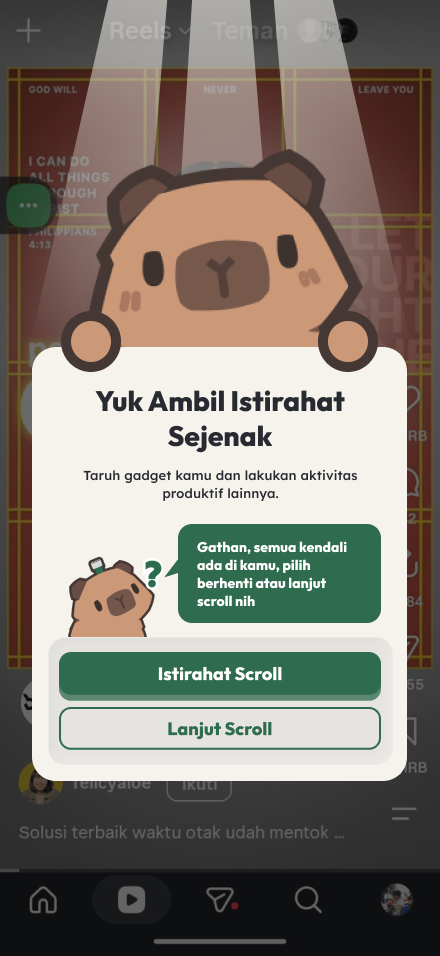 Reels
Teman
GOD WILL
NEVER
LEAVE YOU
I CAN DO
ALL THINGS
PHILIPPIANS
4:13
LET
Yuk Ambil Istirahat
Sejenak
Taruh gadget kamu dan lakukan aktivitas
produktif lainnya.
?
Gathan, semua kendali
ada di kamu, pilih
berhenti atau lanjut
scroll nih
Istirahat Scroll
Lanjut Scroll
felicyaloe
Ikuti
Solusi terbaik waktu otak udah mentok ...